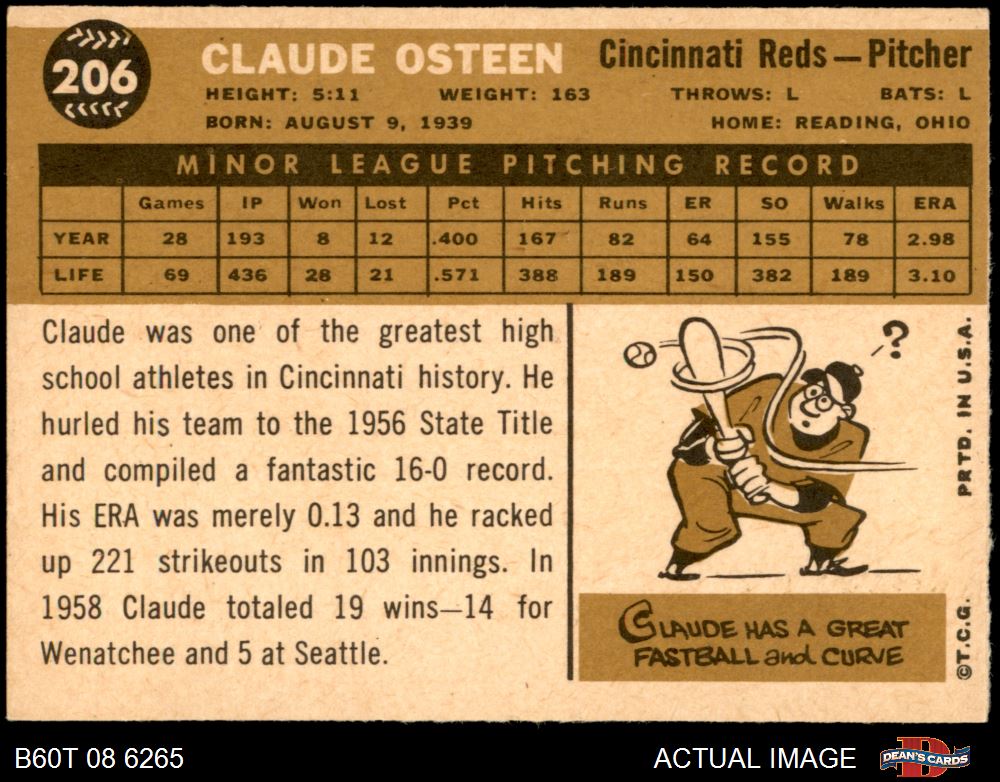 206
CLAUDE OSTEEN
Cincinnati Reds—Pitcher
HEIGHT: 5:11 WEIGHT: 163 THROWS: L BATS: L
BORN: AUGUST 9, 1939 HOME: READING, OHIO
MINOR LEAGUE PITCHING RECORD
Games IP Won Lost Pct Hits Runs ER SO Walks ERA
YEAR 28 193 8 12 .400 167 82 64 155 78 2.98
LIFE 69 436 28 21 .571 388 189 150 382 189 3.10
Claude was one of the greatest high
school athletes in Cincinnati history. He
hurled his team to the 1956 State Title
and compiled a fantastic 16-0 record.
His ERA was merely 0.13 and he racked
up 221 strikeouts in 103 innings. In
1958 Claude totaled 19 wins—14 for
Wenatchee and 5 at Seattle.
?
CLAUDE HAS A GREAT
FASTBALL and CURVE
©T.C.G. PRTD. IN U.S.A.
B60T 08 6265
ACTUAL IMAGE
DEAN'S CARDS